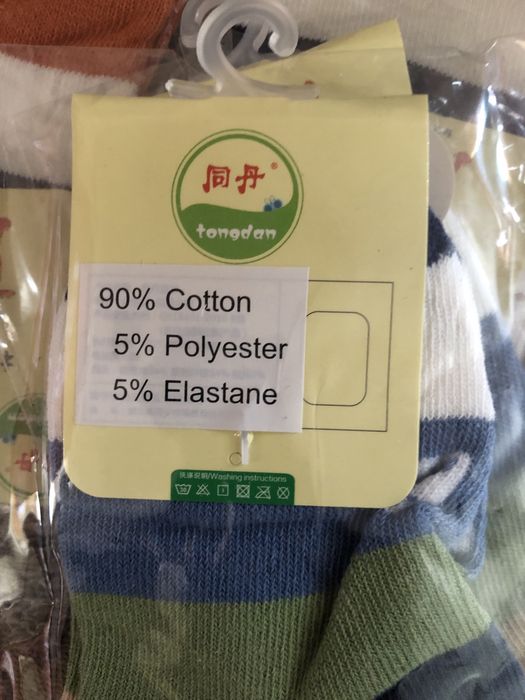 同丹®
tongdan
90% Cotton
5% Polyester
5% Elastane
洗涤说明/Washing instructions